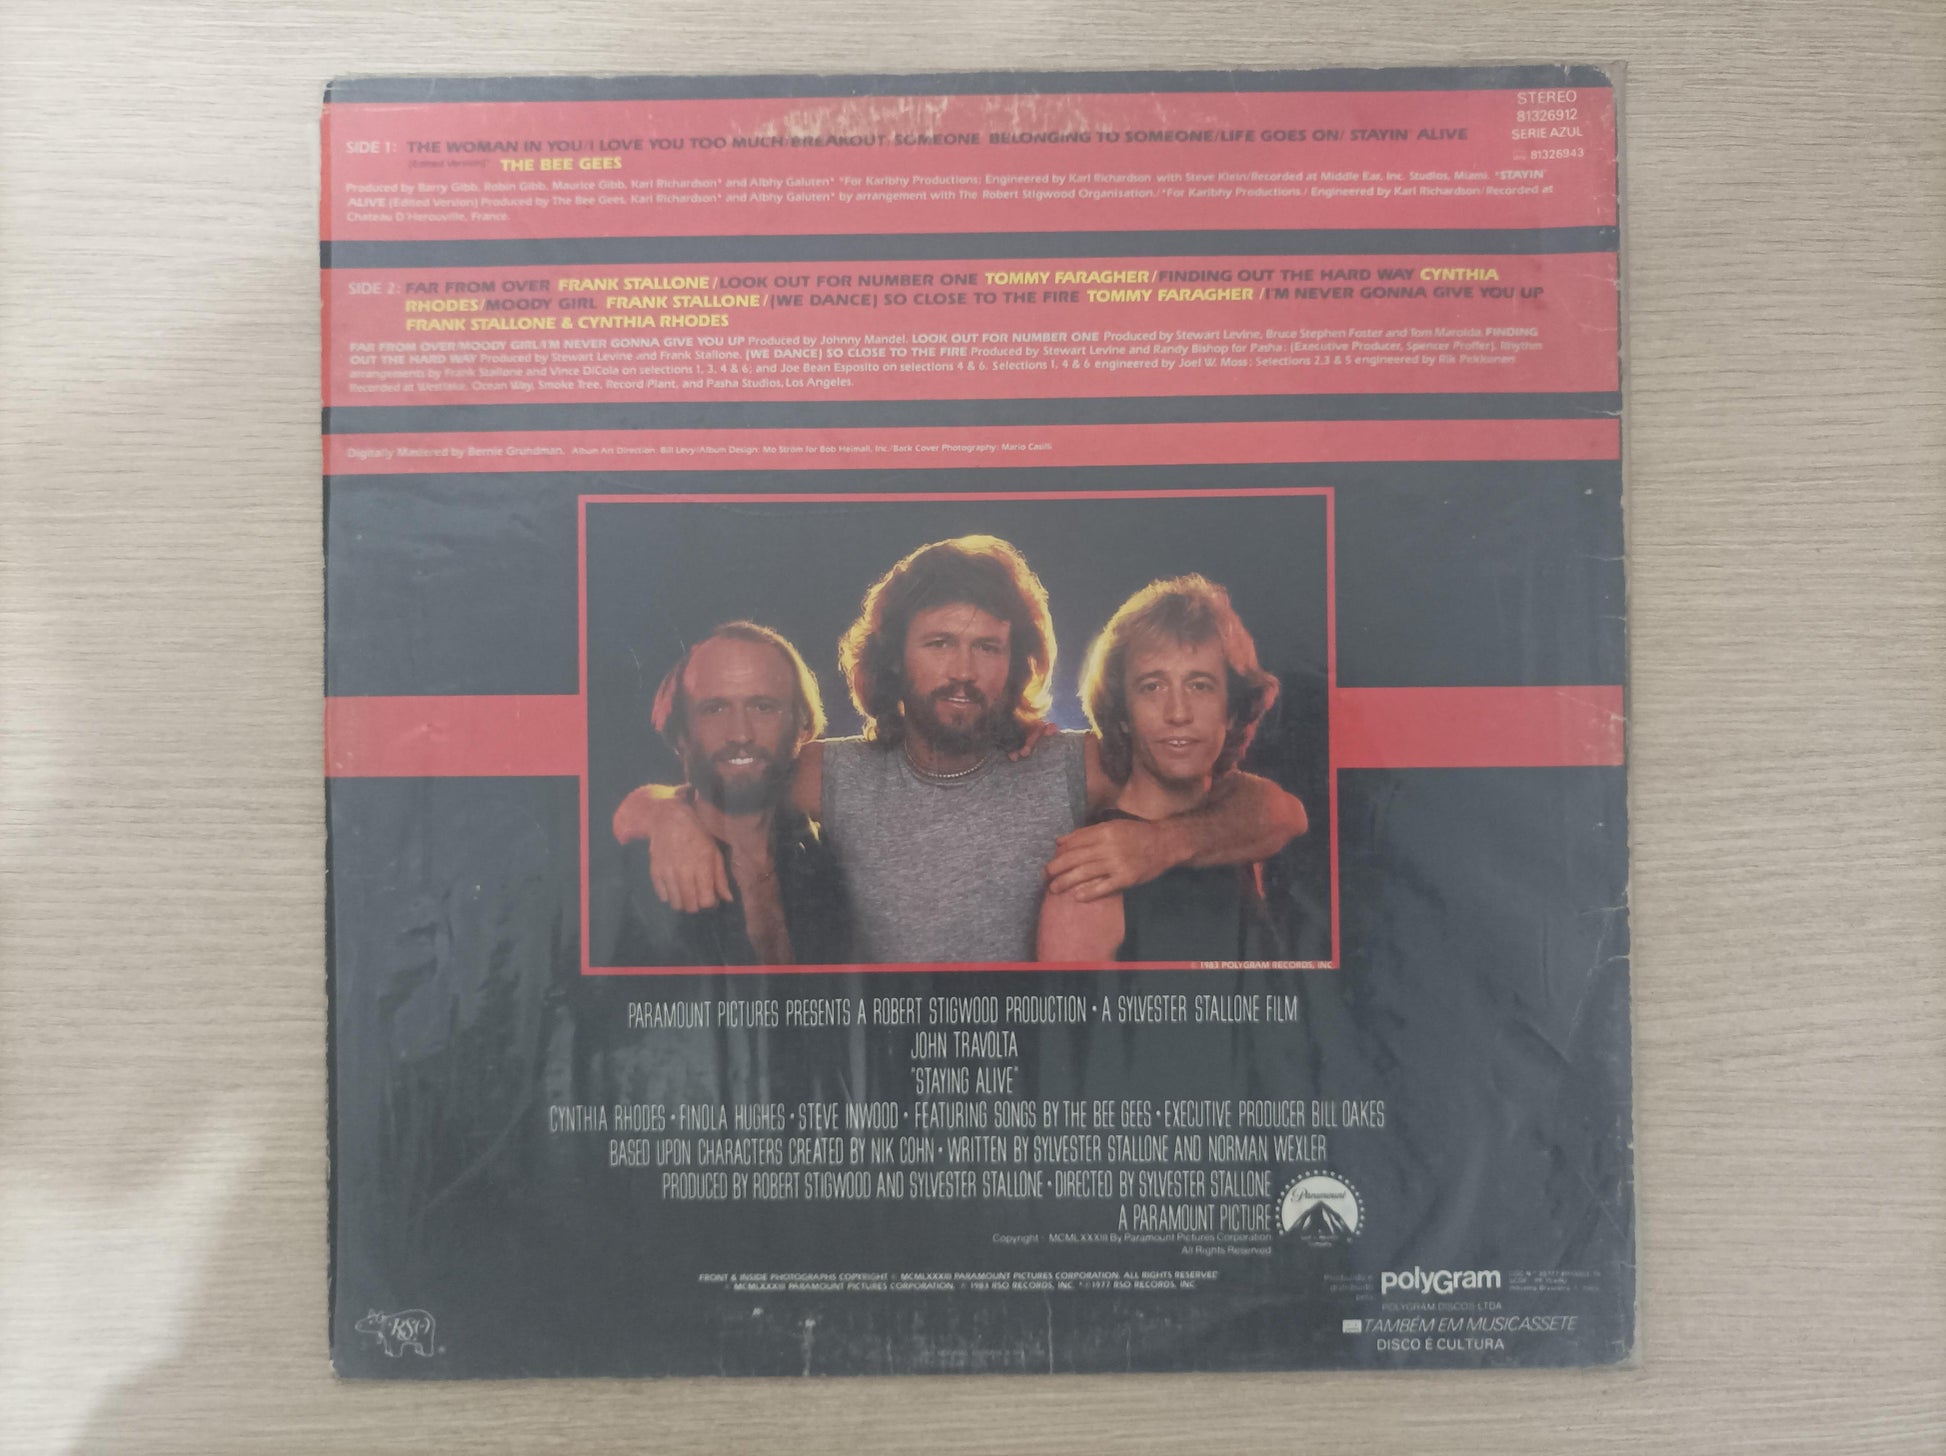 STEREO
81326912
SERIE AZUL
81326943
SIDE 1: THE WOMAN IN YOU/I LOVE YOU TOO MUCH/BREAKOUT/SOMEONE BELONGING TO SOMEONE/LIFE GOES ON/ STAYIN' ALIVE
(Edited Version)* THE BEE GEES
Produced by Barry Gibb, Robin Gibb, Maurice Gibb, Karl Richardson* and Albhy Galuten* *For Karlbhy Productions; Engineered by Karl Richardson with Steve Klein/Recorded at Middle Ear, Inc. Studios, Miami. *STAYIN'
ALIVE (Edited Version) Produced by The Bee Gees, Karl Richardson* and Albhy Galuten* by arrangement with The Robert Stigwood Organisation./*For Karlbhy Productions./ Engineered by Karl Richardson/Recorded at
Chateau D'Herouville, France.
SIDE 2: FAR FROM OVER FRANK STALLONE/LOOK OUT FOR NUMBER ONE TOMMY FARAGHER/FINDING OUT THE HARD WAY CYNTHIA
RHODES/MOODY GIRL FRANK STALLONE/(WE DANCE) SO CLOSE TO THE FIRE TOMMY FARAGHER /I'M NEVER GONNA GIVE YOU UP
FRANK STALLONE & CYNTHIA RHODES
FAR FROM OVER/MOODY GIRL/I'M NEVER GONNA GIVE YOU UP Produced by Johnny Mandel. LOOK OUT FOR NUMBER ONE Produced by Stewart Levine, Bruce Stephen Foster and Tom Marolda. FINDING
OUT THE HARD WAY Produced by Stewart Levine and Frank Stallone. (WE DANCE) SO CLOSE TO THE FIRE Produced by Stewart Levine and Randy Bishop for Pasha; (Executive Producer, Spencer Proffer). Rhythm
arrangements by Frank Stallone and Vince DiCola on selections 1, 3, 4 & 6; and Joe Bean Esposito on selections 4 & 6. Selections 1, 4 & 6 engineered by Joel W. Moss; Selections 2,3 & 5 engineered by Rik Pekkonen
Recorded at Westlake, Ocean Way, Smoke Tree, Record Plant, and Pasha Studios, Los Angeles.
Digitally Mastered by Bernie Grundman. Album Art Direction: Bill Levy/Album Design: Mo Strom for Bob Heimall, Inc./Back Cover Photography: Mario Casilli
© 1983 POLYGRAM RECORDS, INC
PARAMOUNT PICTURES PRESENTS A ROBERT STIGWOOD PRODUCTION • A SYLVESTER STALLONE FILM
JOHN TRAVOLTA
"STAYING ALIVE"
CYNTHIA RHODES • FINOLA HUGHES • STEVE INWOOD • FEATURING SONGS BY THE BEE GEES • EXECUTIVE PRODUCER BILL OAKES
BASED UPON CHARACTERS CREATED BY NIK COHN • WRITTEN BY SYLVESTER STALLONE AND NORMAN WEXLER
PRODUCED BY ROBERT STIGWOOD AND SYLVESTER STALLONE • DIRECTED BY SYLVESTER STALLONE
A PARAMOUNT PICTURE
Paramount
Copyright MCMLXXXIII By Paramount Pictures Corporation
All Rights Reserved
FRONT & INSIDE PHOTOGRAPHS COPYRIGHT © MCMLXXXIII PARAMOUNT PICTURES CORPORATION. ALL RIGHTS RESERVED
MCMLXXXIII PARAMOUNT PICTURES CORPORATION. ℗ 1983 RSO RECORDS, INC. *℗ 1977 RSO RECORDS, INC.
Produzido e
distribuído
pela
polyGram
POLYGRAM DISCOS LTDA
TAMBÉM EM MUSICASSETE
DISCO É CULTURA
RSO